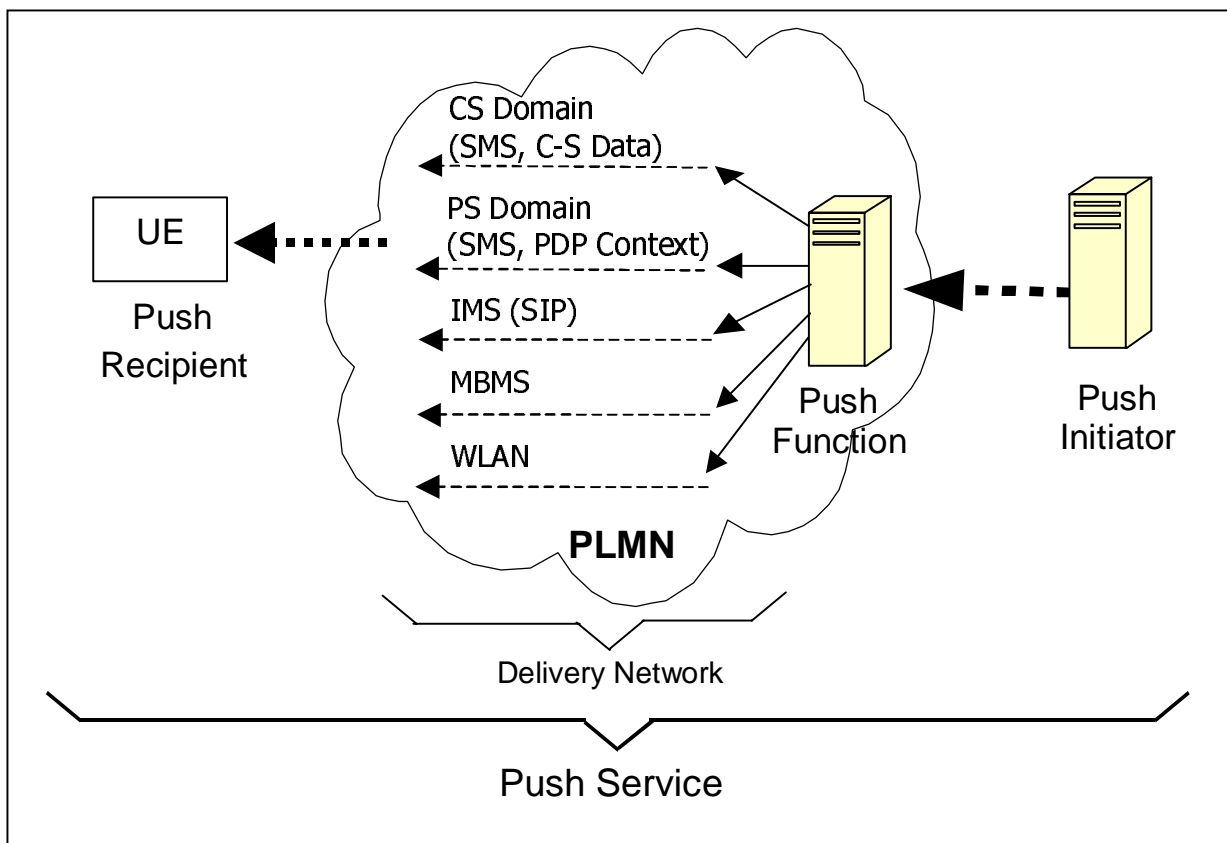 CS Domain
(SMS, C-S Data)
PS Domain
(SMS, PDP Context)
IMS (SIP)
MBMS
WLAN
UE
Push
Recipient
Push
Function
Push
Initiator
PLMN
Delivery Network
Push Service